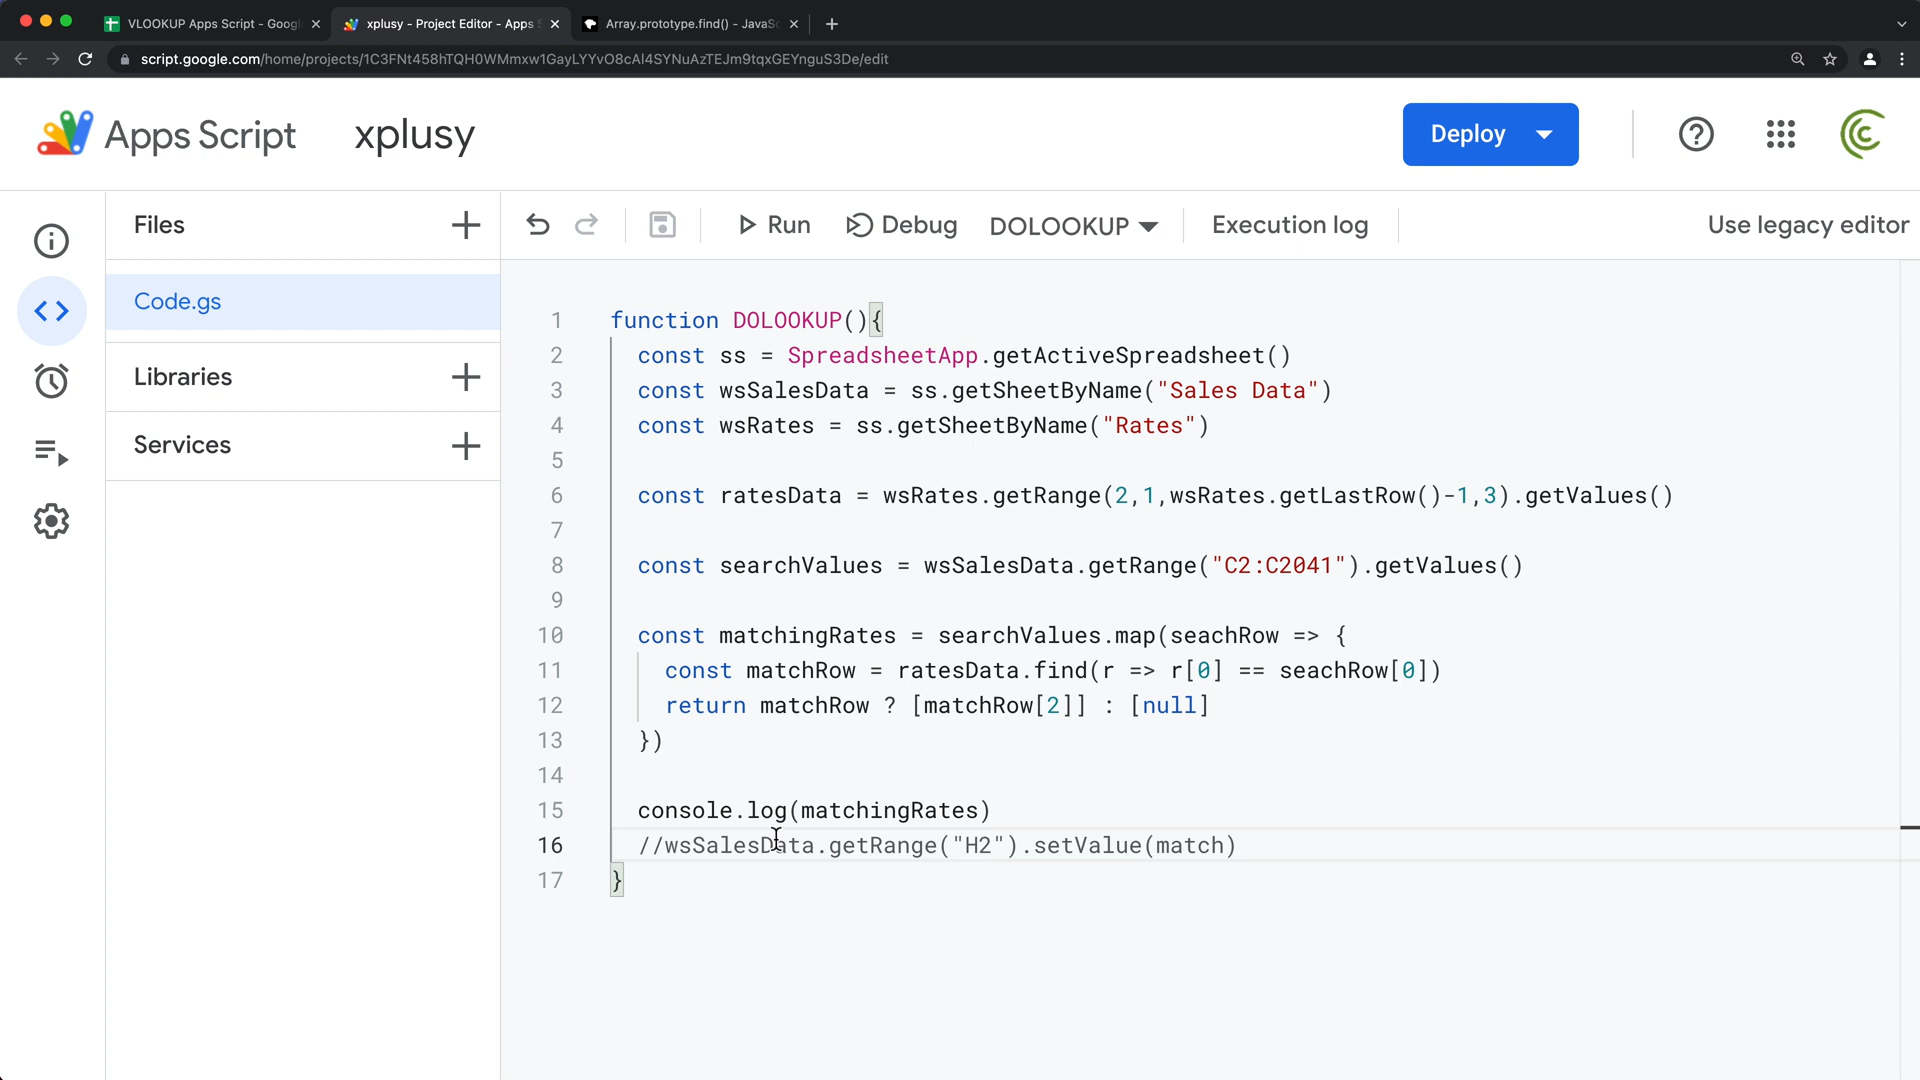 VLOOKUP Apps Script - Googl
xplusy - Project Editor - Apps S
Array.prototype.find() - JavaSc
script.google.com/home/projects/1C3FNt458hTQH0WMmxw1GayLYYvO8cAI4SYNuAzTEJm9tqxGEYnguS3De/edit
Apps Script
xplusy
Deploy
Files
Run
Debug
DOLOOKUP
Execution log
Use legacy editor
Code.gs
Libraries
Services
1 function DOLOOKUP(){
2 const ss = SpreadsheetApp.getActiveSpreadsheet()
3 const wsSalesData = ss.getSheetByName("Sales Data")
4 const wsRates = ss.getSheetByName("Rates")
5
6 const ratesData = wsRates.getRange(2,1,wsRates.getLastRow()-1,3).getValues()
7
8 const searchValues = wsSalesData.getRange("C2:C2041").getValues()
9
10 const matchingRates = searchValues.map(seachRow => {
11 const matchRow = ratesData.find(r => r[0] == seachRow[0])
12 return matchRow ? [matchRow[2]] : [null]
13 })
14
15 console.log(matchingRates)
16 //wsSalesData.getRange("H2").setValue(match)
17 }